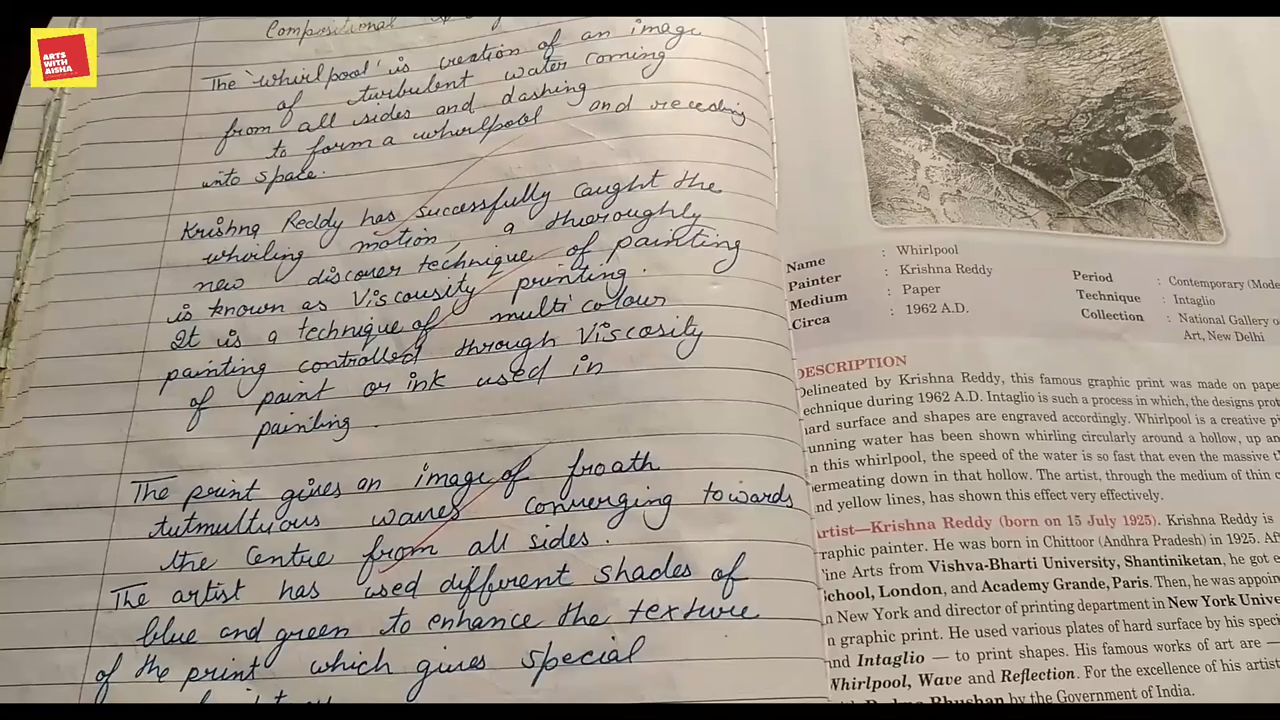 ARTS
WITH
AISHA
Compositional
The 'whirlpool' is creation of an image
of turbulent water coming
from all sides and dashing
to form a whirlpool and receding
into space.
Krishna Reddy has successfully caught the
whirling motion, a thoroughly
new discover technique of painting
is known as Viscousity printing.
It is a technique of multi colour
painting controlled through Viscosity
of paint or ink used in
painting.
The print gives an image of froath
tutmultuous waves converging towards
the Centre from all sides.
The artist has used different shades of
blue and green to enhance the texture
of the print which gives special
Name : Whirlpool
Painter : Krishna Reddy
Medium : Paper
Circa : 1962 A.D.
Period : Contemporary (Mode
Technique : Intaglio
Collection : National Gallery o
Art, New Delhi
DESCRIPTION
Delineated by Krishna Reddy, this famous graphic print was made on pape
echnique during 1962 A.D. Intaglio is such a process in which, the designs prot
ard surface and shapes are engraved accordingly. Whirlpool is a creative p
unning water has been shown whirling circularly around a hollow, up a
n this whirlpool, the speed of the water is so fast that even the massive t
ermeating down in that hollow. The artist, through the medium of thin
nd yellow lines, has shown this effect very effectively.
Artist—Krishna Reddy (born on 15 July 1925). Krishna Reddy is
raphic painter. He was born in Chittoor (Andhra Pradesh) in 1925. Af
ine Arts from Vishva-Bharti University, Shantiniketan, he got e
chool, London, and Academy Grande, Paris. Then, he was appoin
n New York and director of printing department in New York Unive
n graphic print. He used various plates of hard surface by his speci
nd Intaglio — to print shapes. His famous works of art are —
Whirlpool, Wave and Reflection. For the excellence of his artist
Padma Bhushan by the Government of India.